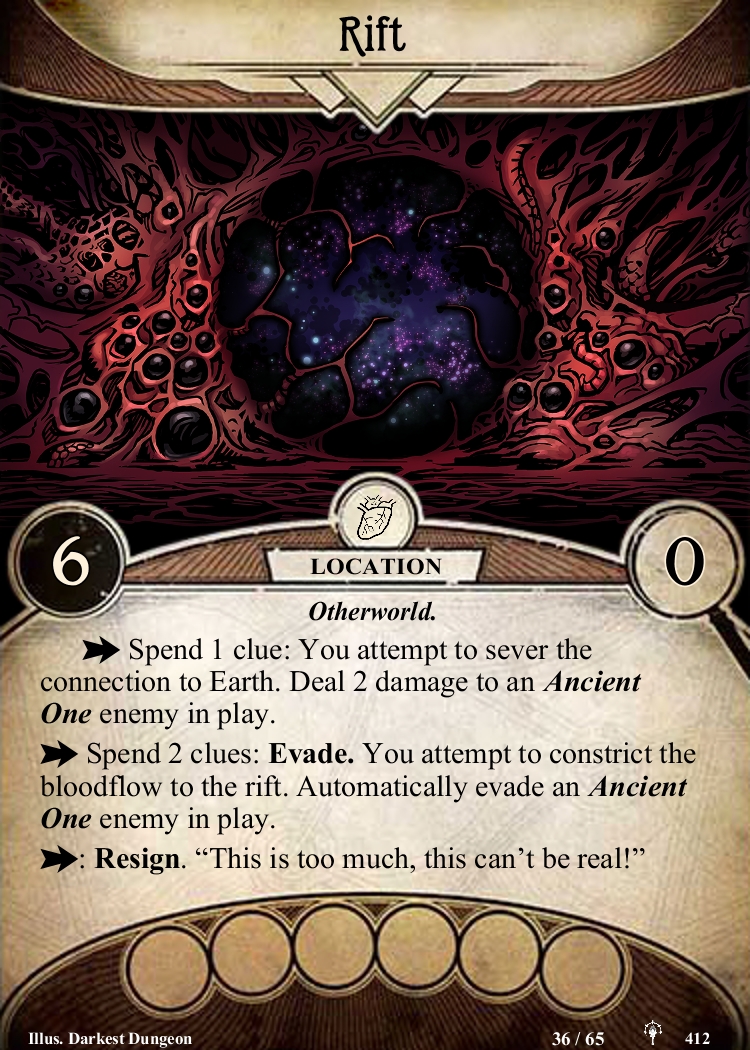 Rift
6
LOCATION
0
Otherworld.
Spend 1 clue: You attempt to sever the
connection to Earth. Deal 2 damage to an Ancient
One enemy in play.
Spend 2 clues: Evade. You attempt to constrict the
bloodflow to the rift. Automatically evade an Ancient
One enemy in play.
: Resign. “This is too much, this can’t be real!”
Illus. Darkest Dungeon
36 / 65
412